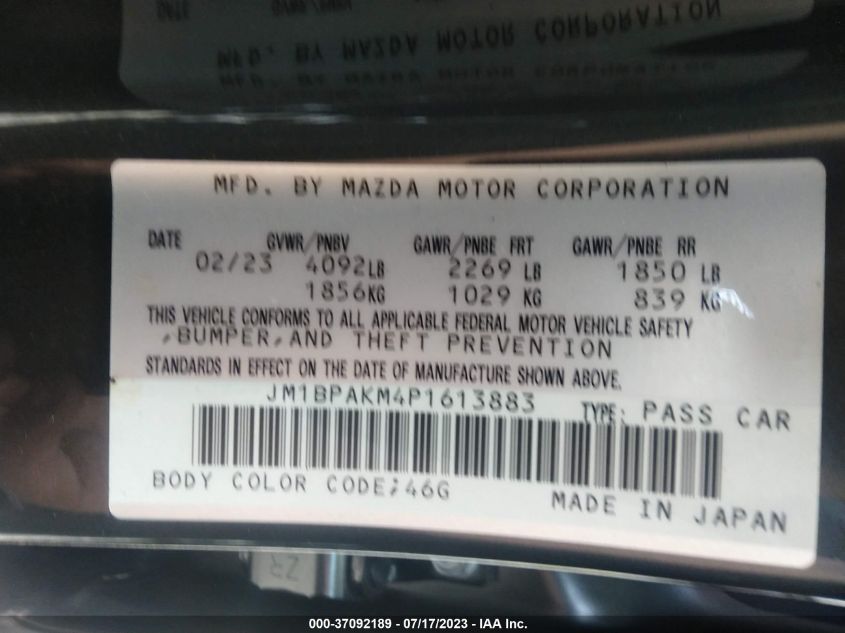 MFD. BY MAZDA MOTOR CORPORATION
DATE GVWR/PNBV GAWR/PNBE FRT GAWR/PNBE RR
02/23 4092LB 2269 LB 1850 LB
1856KG 1029 KG 839 KG
THIS VEHICLE CONFORMS TO ALL APPLICABLE FEDERAL MOTOR VEHICLE SAFETY
,BUMPER,AND THEFT PREVENTION
STANDARDS IN EFFECT ON THE DATE OF MANUFACTURE SHOWN ABOVE.
JM1BPAKM4P1613883 TYPE: PASS CAR
BODY COLOR CODE;46G MADE IN JAPAN
000-37092189 - 07/17/2023 - IAA Inc.